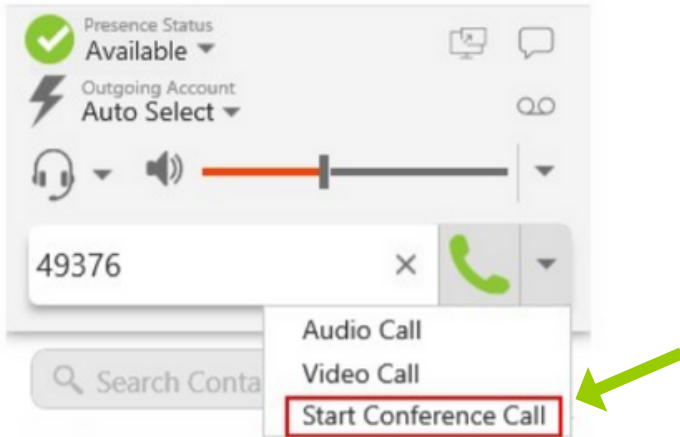 Presence Status
Available
Outgoing Account
Auto Select
49376
Audio Call
Search Conta
Video Call
Start Conference Call